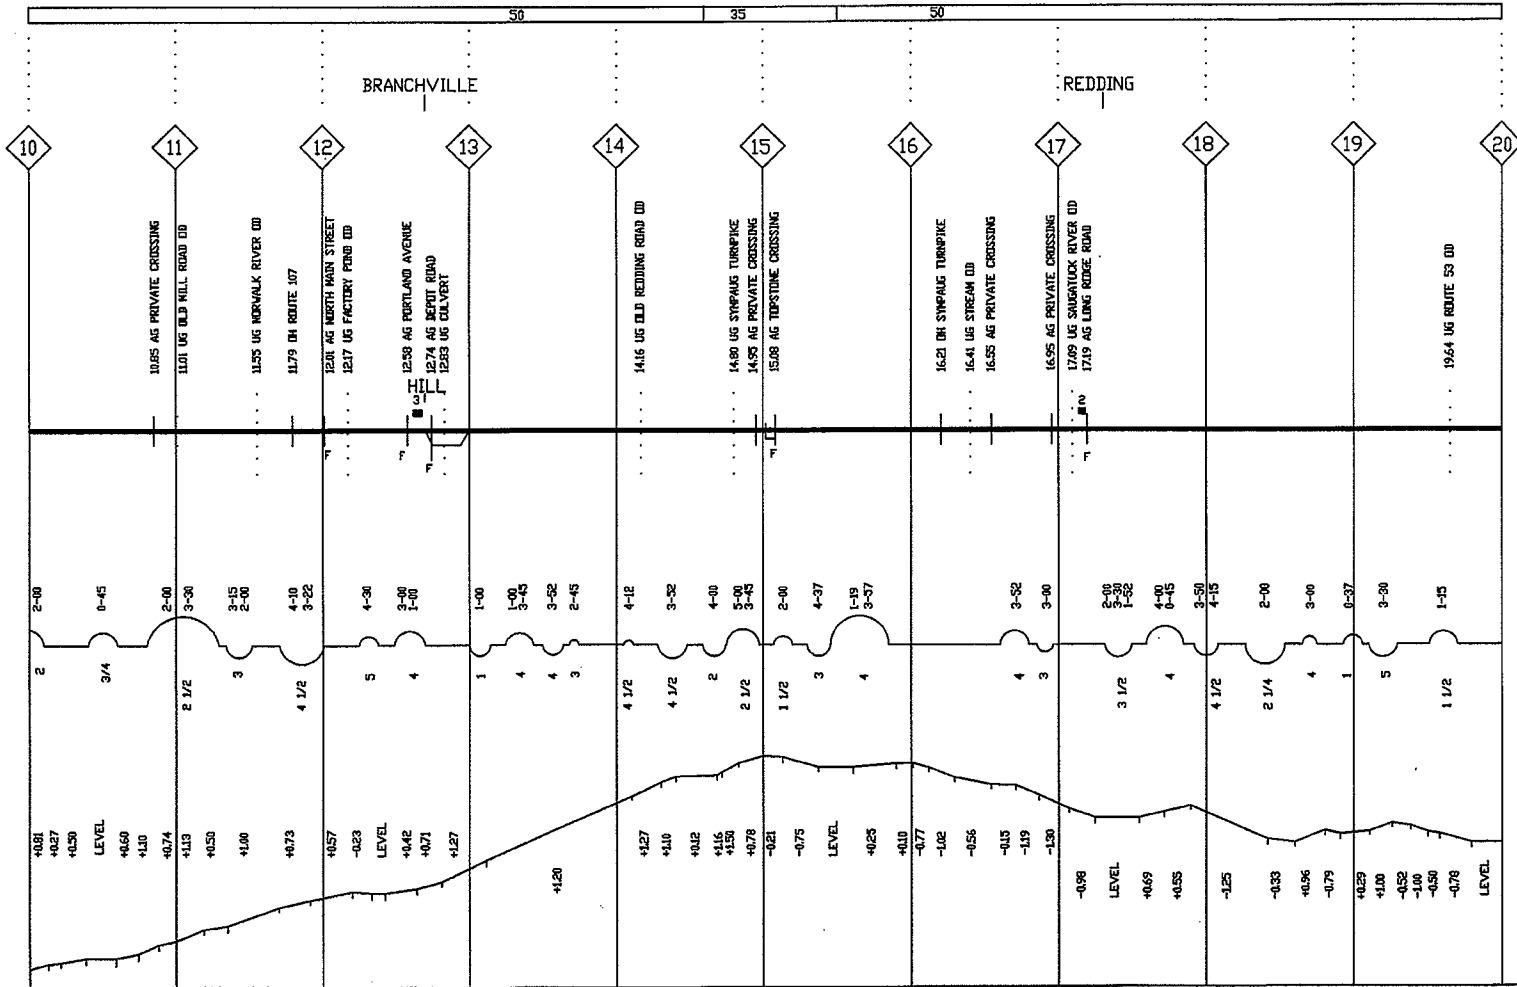 50 35 50
BRANCHVILLE REDDING
10 11 12 13 14 15 16 17 18 19 20
10.85 AG PRIVATE CROSSING
11.01 UG OLD MILL ROAD OD
11.55 UG NORWALK RIVER OD
11.79 OH ROUTE 107
12.01 AG NORTH MAIN STREET
12.17 UG FACTORY POND OD
12.58 AG PORTLAND AVENUE
12.74 AG DEPOT ROAD
12.83 UG CULVERT
14.16 UG OLD REDDING ROAD OD
14.80 UG SYMPAUG TURNPIKE
14.95 AG PRIVATE CROSSING
15.08 AG TOPSTONE CROSSING
16.21 OH SYMPAUG TURNPIKE
16.41 UG STREAM OD
16.55 AG PRIVATE CROSSING
16.95 AG PRIVATE CROSSING
17.09 UG SAUGATUCK RIVER OD
17.19 AG LONG RIDGE ROAD
19.64 UG ROUTE 53 OD
HILL
3 2
F F F F F
2-00 0-45 2-00 3-30 3-15 2-00 4-10 3-22 4-30 3-00 1-00 1-00 1-00 3-45 3-52 2-45 4-12 3-52 4-00 5-00 3-45 2-00 4-37 1-19 3-57 3-52 3-00 2-00 3-30 1-52 4-00 0-45 3-50 4-15 2-00 3-00 0-37 3-30 1-15
2 3/4 2 1/2 3 4 1/2 5 4 1 4 4 3 4 1/2 4 1/2 2 2 1/2 1 1/2 3 4 4 3 3 1/2 4 4 1/2 2 1/4 4 1 5 1 1/2
+0.81 +0.27 +0.50 LEVEL +0.60 +1.10 +0.74 +1.13 +0.50 +1.00 +0.73 +0.57 -0.23 LEVEL +0.42 +0.71 +1.27 +1.20 +1.27 +1.10 +0.12 +1.16 +1.50 +0.78 -0.21 -0.75 LEVEL +0.25 +0.10 -0.77 -1.02 -0.56 -0.15 -1.19 -1.30
-0.98 LEVEL +0.69 +0.55 -1.25 -0.33 +0.96 -0.79 +0.29 +1.00 -0.52 -1.00 -0.50 -0.78 LEVEL